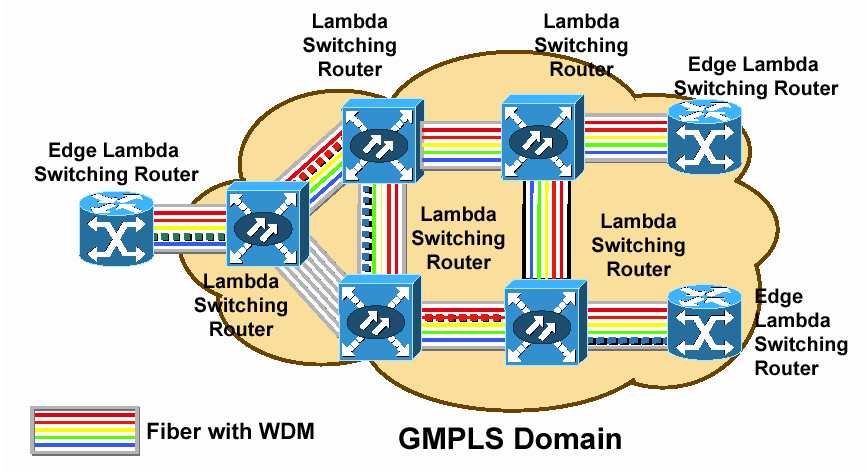 Lambda
Switching
Router
Lambda
Switching
Router
Edge Lambda
Switching Router
Edge Lambda
Switching Router
Lambda
Switching
Router
Lambda
Switching
Router
Lambda
Switching
Router
Edge
Lambda
Switching
Router
Fiber with WDM
GMPLS Domain